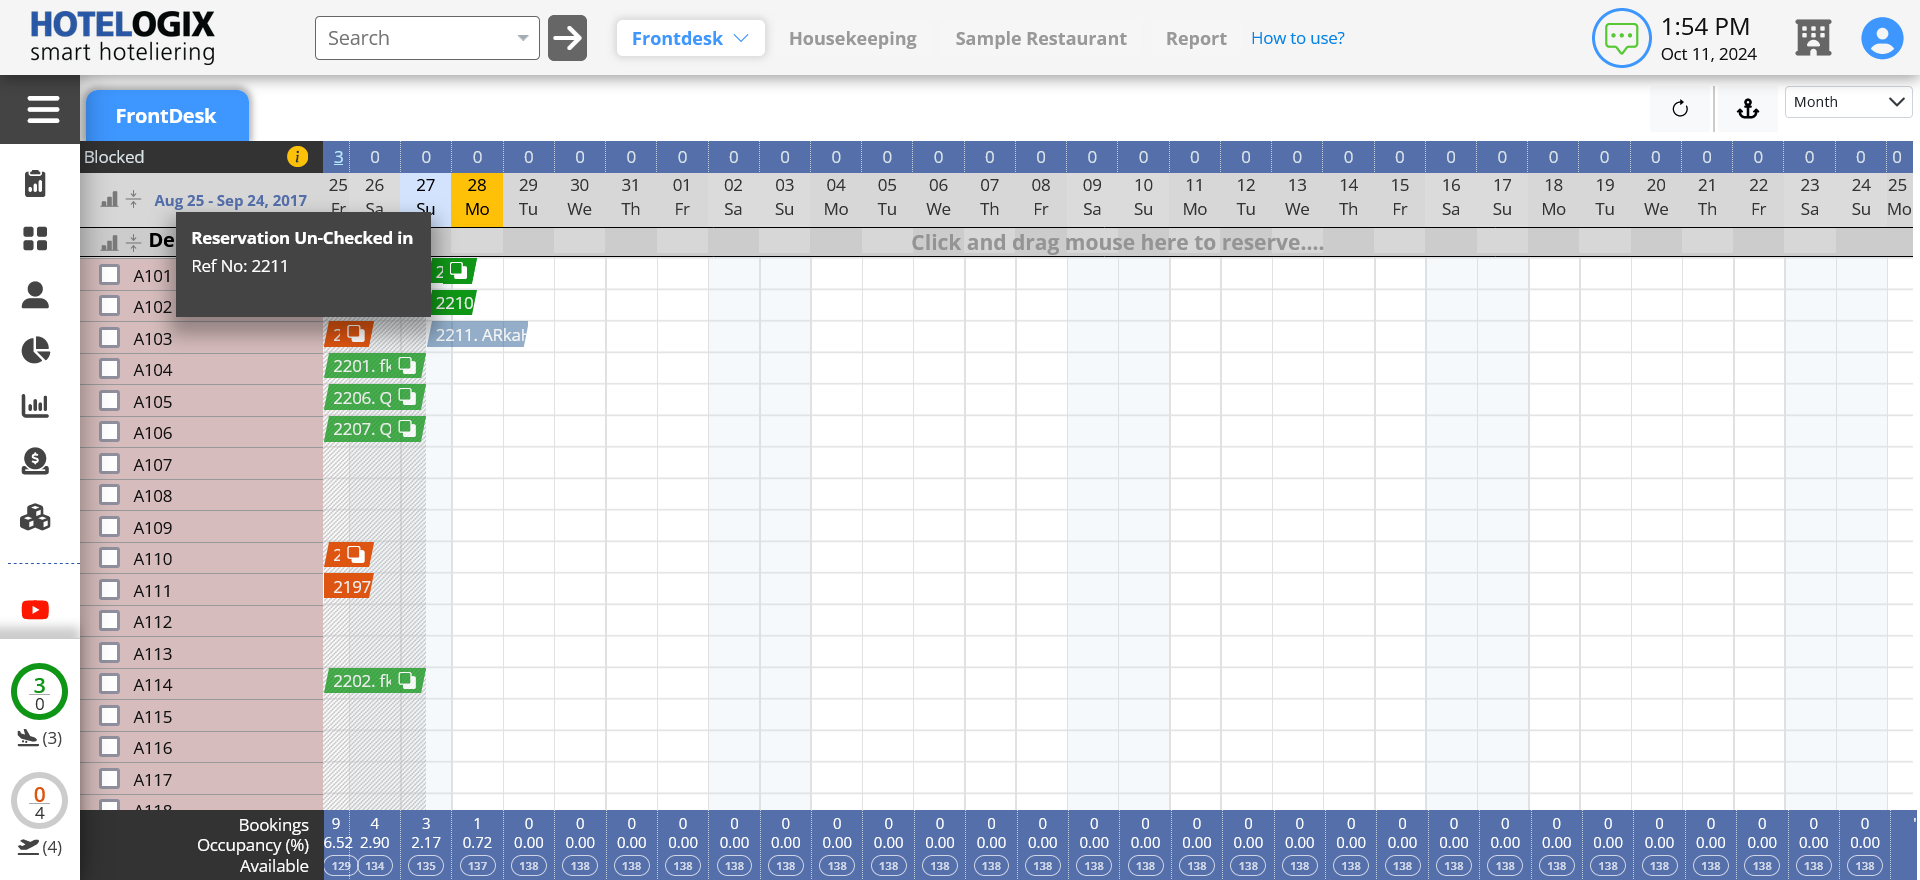 HOTELOGIX
smart hoteliering
Search
Frontdesk
Housekeeping
Sample Restaurant
Report
How to use?
1:54 PM
Oct 11, 2024
FrontDesk
Month
Blocked
3 0 0 0 0 0 0 0 0 0 0 0 0 0 0 0 0 0 0 0 0 0 0 0 0 0 0 0 0 0 0 0
Aug 25 - Sep 24, 2017
25 26 27 28 29 30 31 01 02 03 04 05 06 07 08 09 10 11 12 13 14 15 16 17 18 19 20 21 22 23 24 25
Fr Sa Su Mo Tu We Th Fr Sa Su Mo Tu We Th Fr Sa Su Mo Tu We Th Fr Sa Su Mo Tu We Th Fr Sa Su Mo
De
Click and drag mouse here to reserve....
Reservation Un-Checked in
Ref No: 2211
A101
2
A102
2210
A103
2
2211. ARkaH
A104
2201. fk
A105
2206. Q
A106
2207. Q
A107
A108
A109
A110
2
A111
2197
A112
A113
A114
2202. fk
A115
A116
A117
A118
3
0
(3)
0
4
(4)
Bookings 9 4 3 1 0 0 0 0 0 0 0 0 0 0 0 0 0 0 0 0 0 0 0 0 0 0 0 0 0 0 0
Occupancy (%) 6.52 2.90 2.17 0.72 0.00 0.00 0.00 0.00 0.00 0.00 0.00 0.00 0.00 0.00 0.00 0.00 0.00 0.00 0.00 0.00 0.00 0.00 0.00 0.00 0.00 0.00 0.00 0.00 0.00 0.00 0.00
Available 129 134 135 137 138 138 138 138 138 138 138 138 138 138 138 138 138 138 138 138 138 138 138 138 138 138 138 138 138 138 138